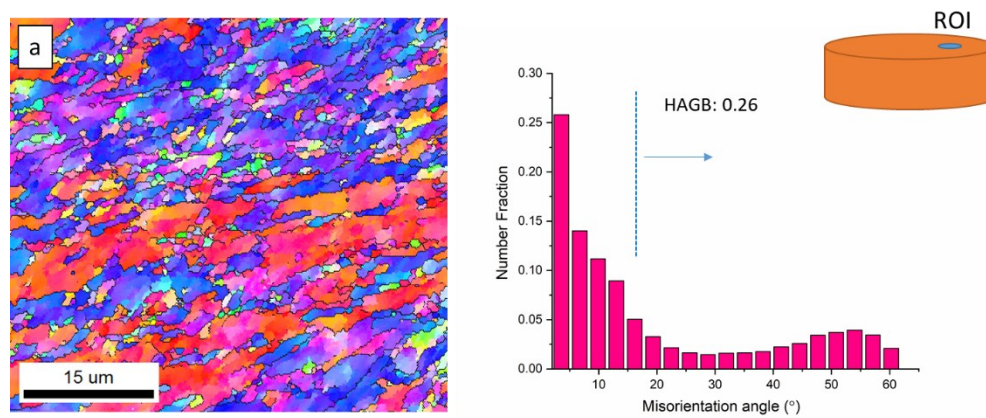 a
15 um
ROI
HAGB: 0.26
Number Fraction
0.30
0.25
0.20
0.15
0.10
0.05
0.00
10 20 30 40 50 60
Misorientation angle (°)